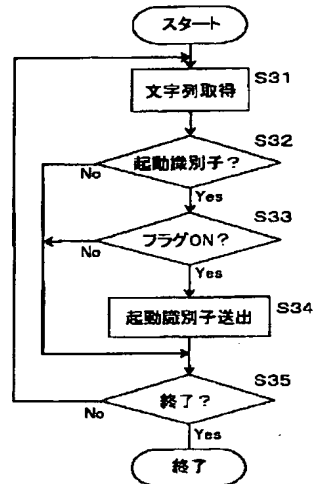 スタート
文字列取得
S31
起動識別子?
S32
No
Yes
フラグON?
S33
No
Yes
起動識別子送出
S34
終了?
S35
No
Yes
終了